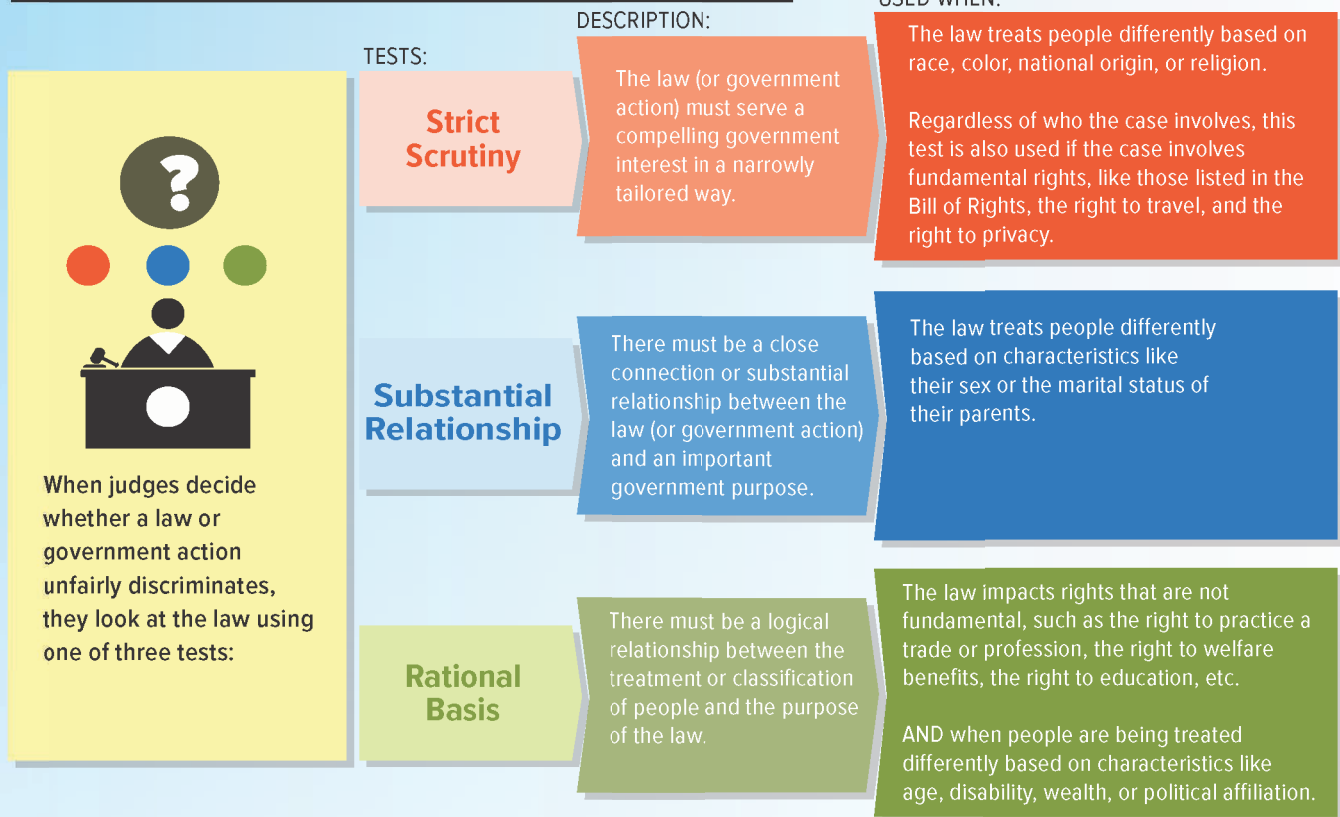 USED WHEN:
DESCRIPTION:
TESTS:
?
When judges decide
whether a law or
government action
unfairly discriminates,
they look at the law using
one of three tests:
Strict
Scrutiny
The law (or government
action) must serve a
compelling government
interest in a narrowly
tailored way.
The law treats people differently based on
race, color, national origin, or religion.
Regardless of who the case involves, this
test is also used if the case involves
fundamental rights, like those listed in the
Bill of Rights, the right to travel, and the
right to privacy.
Substantial
Relationship
There must be a close
connection or substantial
relationship between the
law (or government action)
and an important
government purpose.
The law treats people differently
based on characteristics like
their sex or the marital status of
their parents.
Rational
Basis
There must be a logical
relationship between the
treatment or classification
of people and the purpose
of the law.
The law impacts rights that are not
fundamental, such as the right to practice a
trade or profession, the right to welfare
benefits, the right to education, etc.
AND when people are being treated
differently based on characteristics like
age, disability, wealth, or political affiliation.